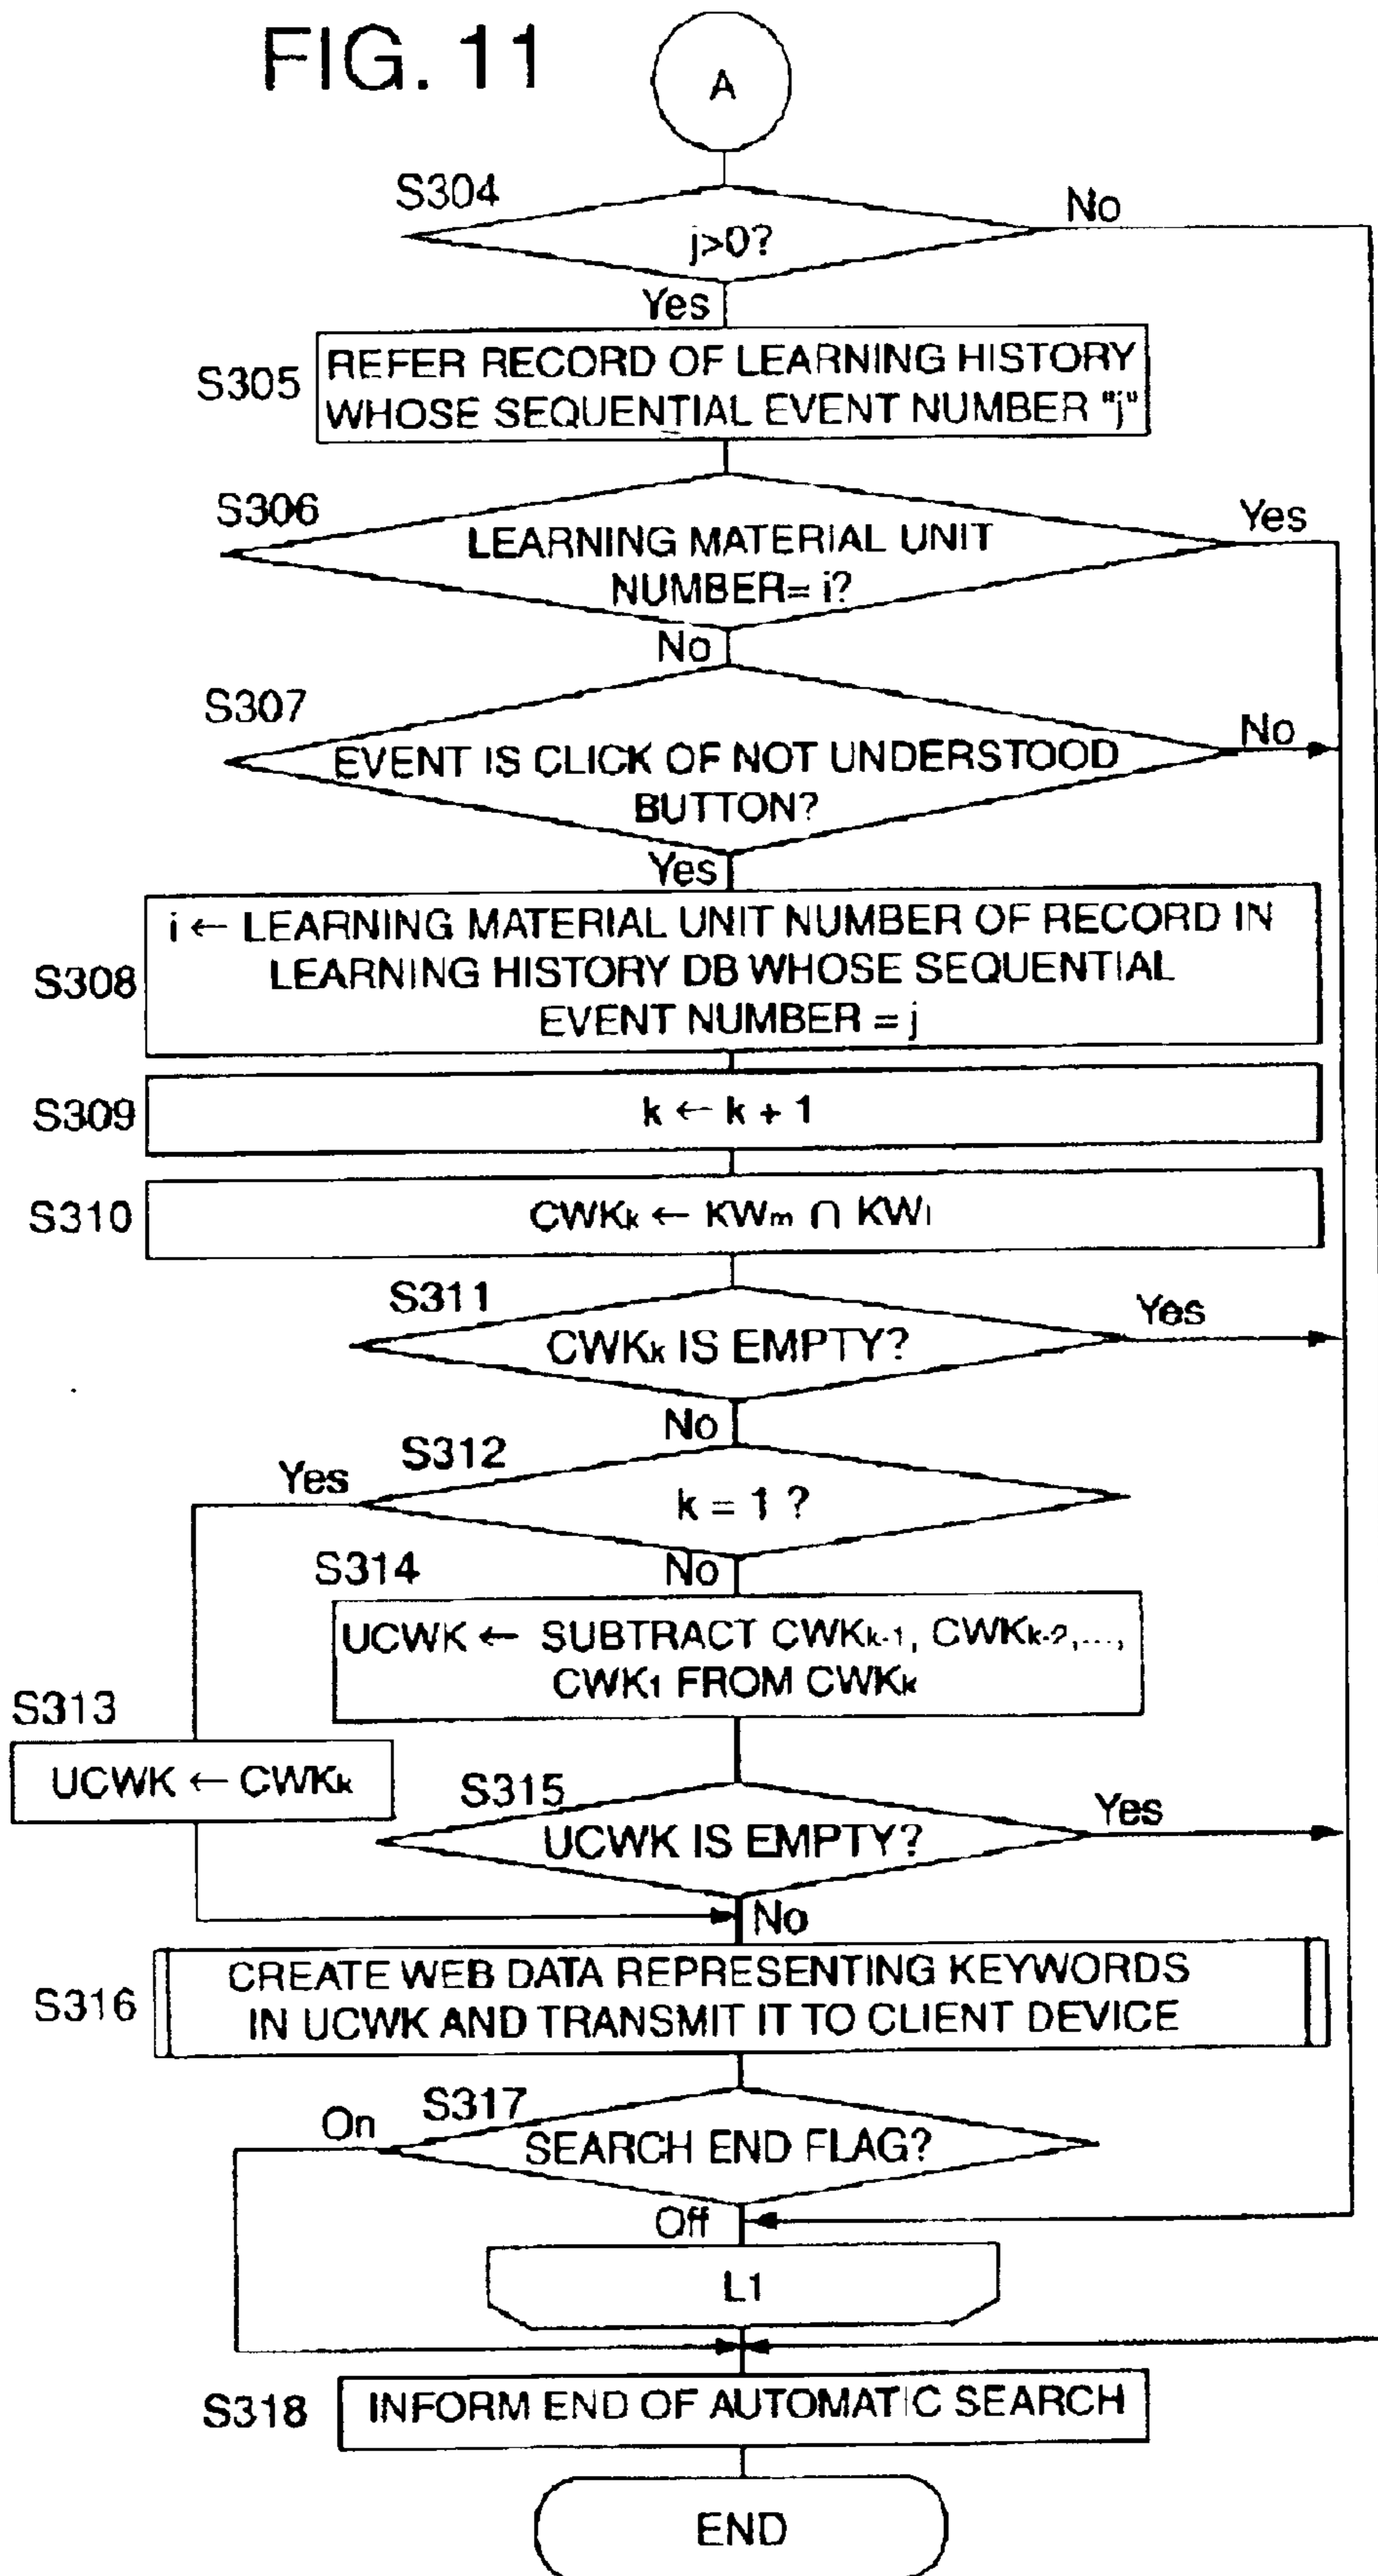 FIG. 11
A
S304
j>0?
No
Yes
S305
REFER RECORD OF LEARNING HISTORY
WHOSE SEQUENTIAL EVENT NUMBER "j"
S306
LEARNING MATERIAL UNIT
NUMBER= i?
Yes
No
S307
EVENT IS CLICK OF NOT UNDERSTOOD
BUTTON?
No
Yes
S308
i ← LEARNING MATERIAL UNIT NUMBER OF RECORD IN
LEARNING HISTORY DB WHOSE SEQUENTIAL
EVENT NUMBER = j
S309
k ← k + 1
S310
CWKk ← KWm ∩ KWi
S311
CWKk IS EMPTY?
Yes
No
S312
Yes
k = 1 ?
No
S314
UCWK ← SUBTRACT CWKk-1, CWKk-2,...,
CWK1 FROM CWKk
S313
UCWK ← CWKk
S315
UCWK IS EMPTY?
Yes
No
S316
CREATE WEB DATA REPRESENTING KEYWORDS
IN UCWK AND TRANSMIT IT TO CLIENT DEVICE
S317
On
SEARCH END FLAG?
Off
L1
S318
INFORM END OF AUTOMATIC SEARCH
END